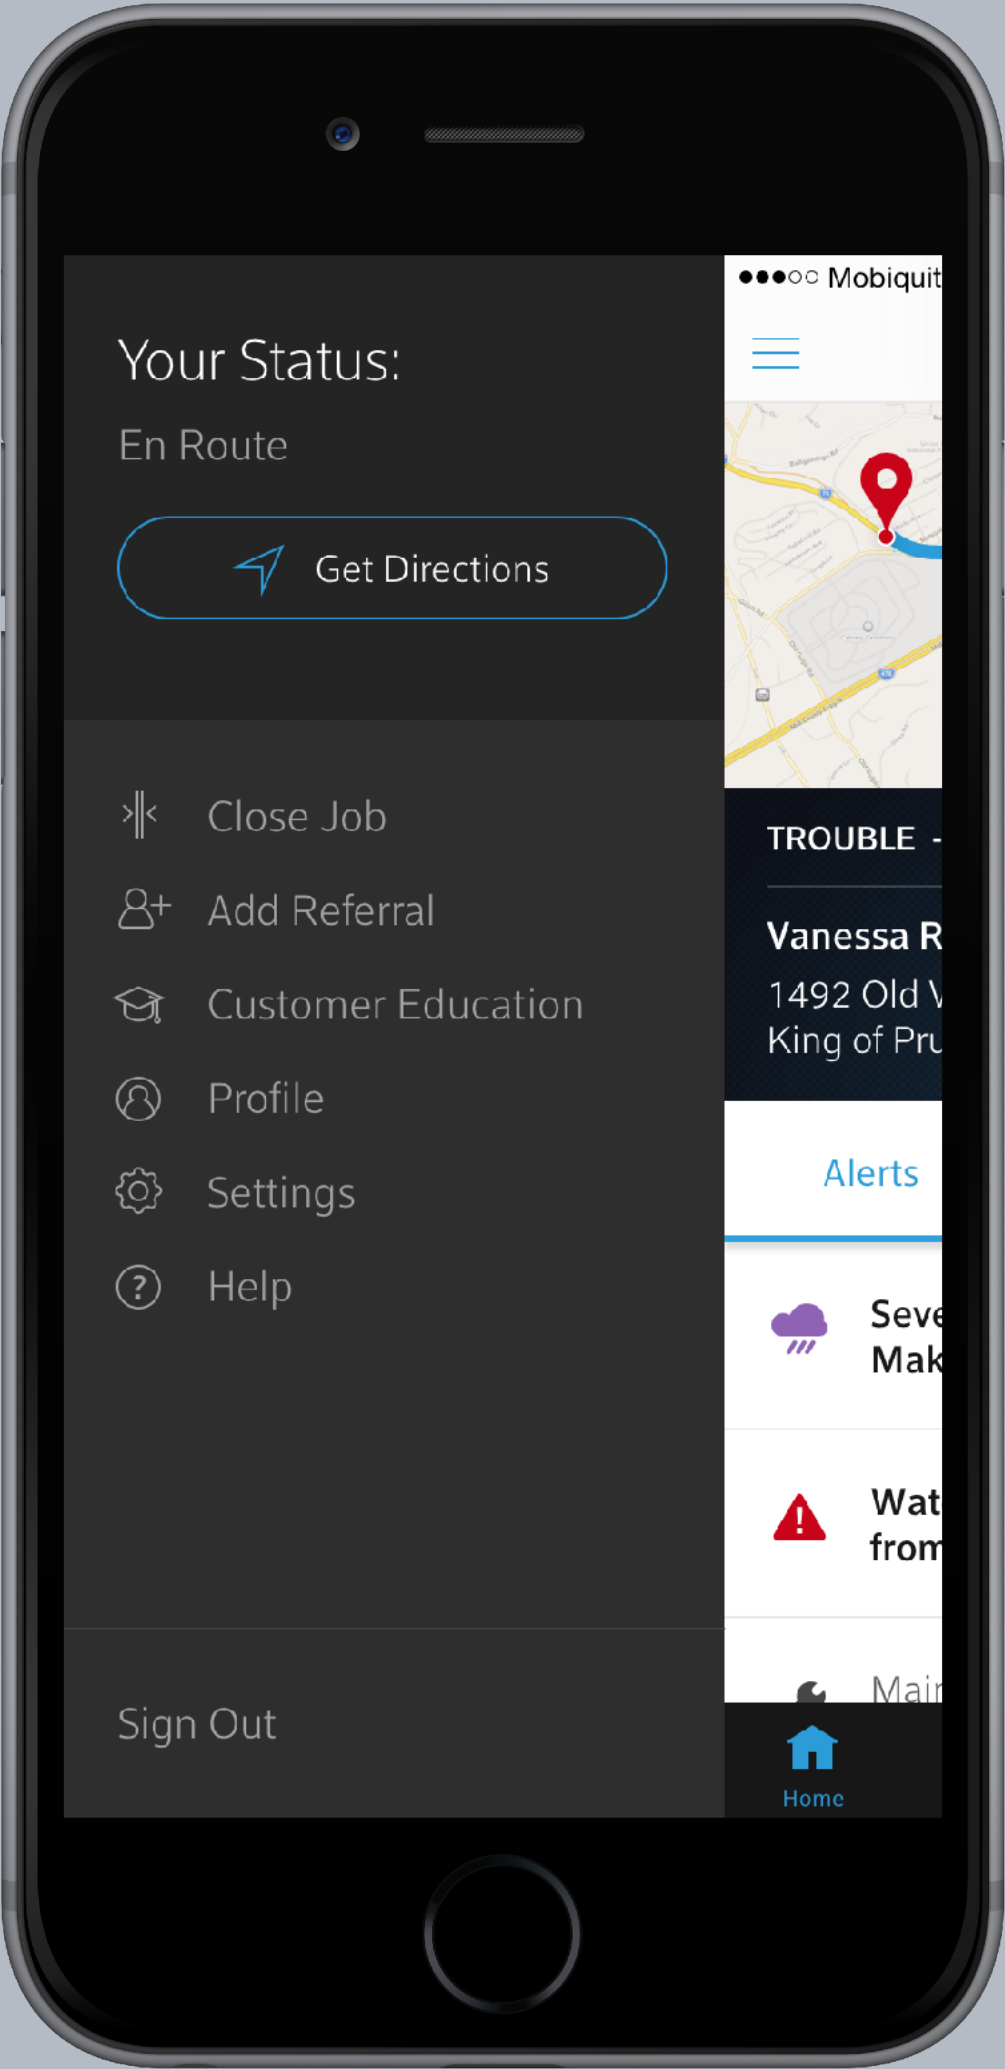 Your Status:
En Route
Get Directions
Close Job
Add Referral
Customer Education
Profile
Settings
Help
Sign Out
Mobiquit
TROUBLE -
Vanessa R
1492 Old V
King of Pru
Alerts
Seve
Mak
Wat
from
Mair
Home